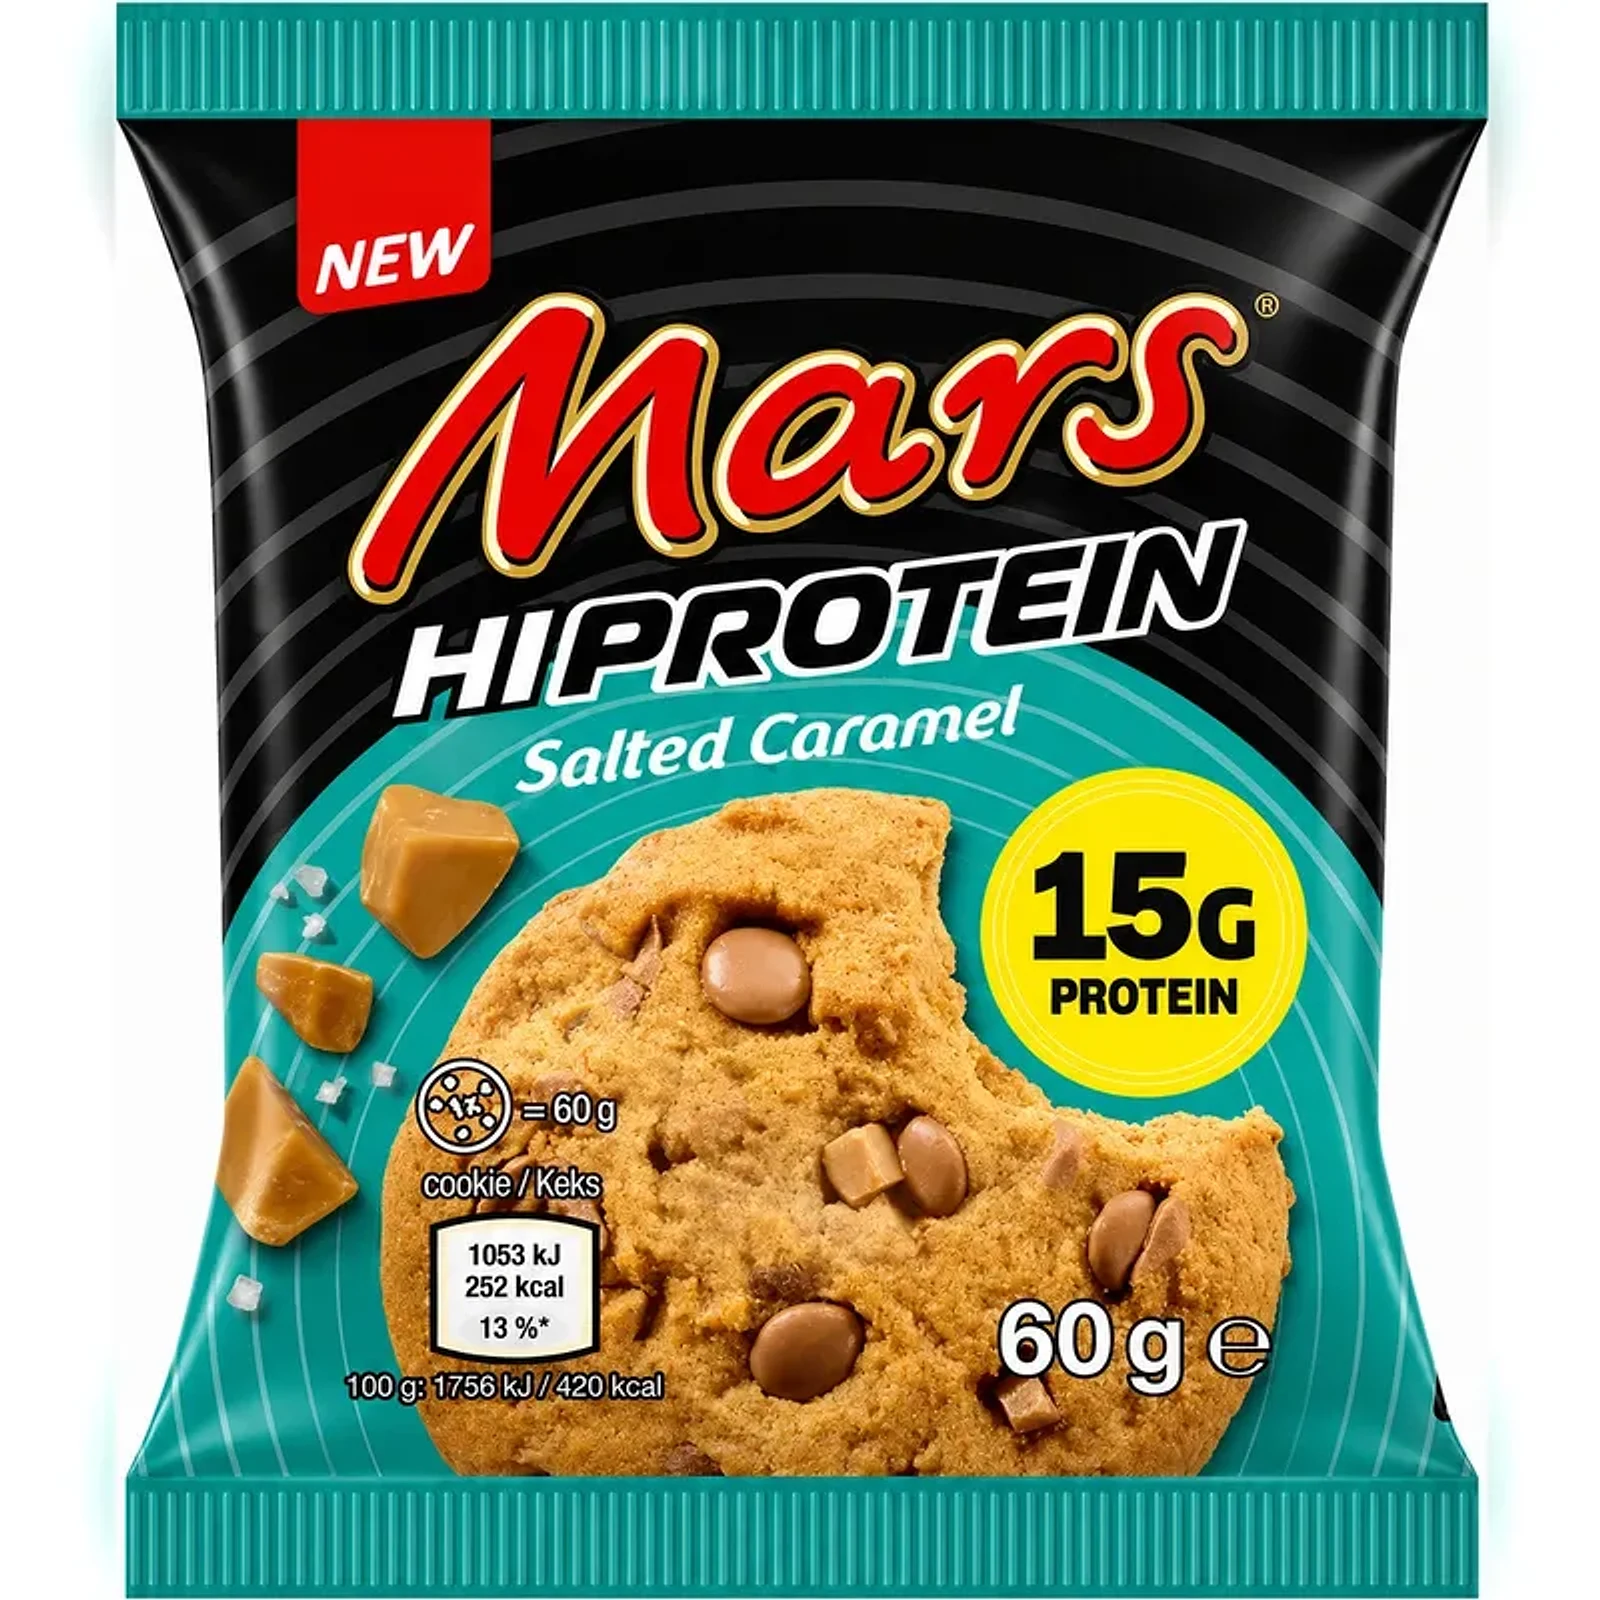 NEW
Mars®
HIPROTEIN
Salted Caramel
15G
PROTEIN
1x
= 60 g
cookie / Keks
1053 kJ
252 kcal
13 %*
100 g: 1756 kJ / 420 kcal
60 g ℮